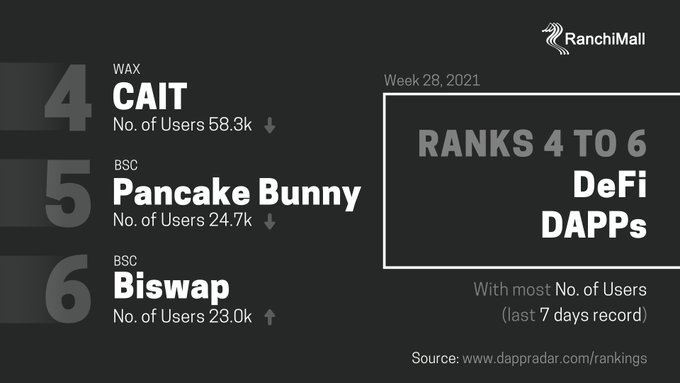 RanchiMall
4
WAX
CAIT
No. of Users 58.3k
5
BSC
Pancake Bunny
No. of Users 24.7k
6
BSC
Biswap
No. of Users 23.0k
Week 28, 2021
RANKS 4 TO 6
DeFi
DAPPs
With most No. of Users
(last 7 days record)
Source: www.dappradar.com/rankings